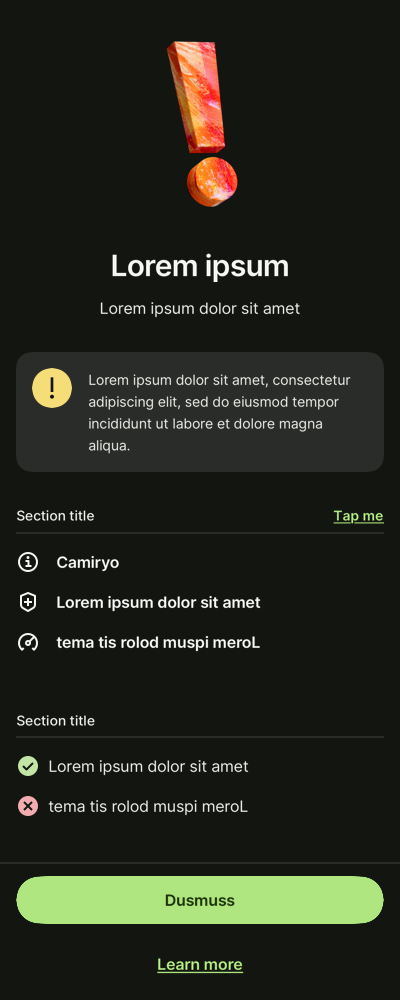 Lorem ipsum
Lorem ipsum dolor sit amet
Lorem ipsum dolor sit amet, consectetur
adipiscing elit, sed do eiusmod tempor
incididunt ut labore et dolore magna
aliqua.
Section title
Tap me
Camiryo
Lorem ipsum dolor sit amet
tema tis rolod muspi meroL
Section title
Lorem ipsum dolor sit amet
tema tis rolod muspi meroL
Dusmuss
Learn more